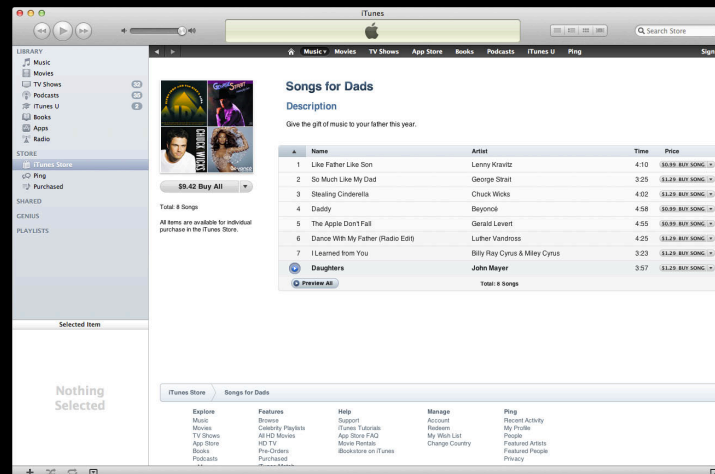 iTunes
Search Store
LIBRARY
Music
Movies
TV Shows
Podcasts
iTunes U
Books
Apps
Radio
STORE
iTunes Store
Ping
Purchased
SHARED
GENIUS
PLAYLISTS
Selected Item
Nothing
Selected
Music Movies TV Shows App Store Books Podcasts iTunes U Ping Sign
CHUCK WICKS
Beyoncé
$9.42 Buy All
Total: 8 Songs
All items are available for individual
purchase in the iTunes Store.
Songs for Dads
Description
Give the gift of music to your father this year.
Name Artist Time Price
1 Like Father Like Son Lenny Kravitz 4:10 $0.99 BUY SONG
2 So Much Like My Dad George Strait 3:25 $1.29 BUY SONG
3 Stealing Cinderella Chuck Wicks 4:02 $1.29 BUY SONG
4 Daddy Beyoncé 4:58 $0.99 BUY SONG
5 The Apple Don't Fall Gerald Levert 4:55 $0.99 BUY SONG
6 Dance With My Father (Radio Edit) Luther Vandross 4:25 $1.29 BUY SONG
7 I Learned from You Billy Ray Cyrus & Miley Cyrus 3:23 $1.29 BUY SONG
Daughters John Mayer 3:57 $1.29 BUY SONG
Preview All Total: 8 Songs
iTunes Store Songs for Dads
Explore Features Help Manage Ping
Music Browse Support Account Recent Activity
Movies Celebrity Playlists iTunes Tutorials Redeem My Profile
TV Shows All HD Movies App Store FAQ My Wish List People
App Store HD TV Movie Rentals Change Country Featured Artists
Books Pre-Orders iBookstore on iTunes Featured People
Podcasts Purchased Privacy